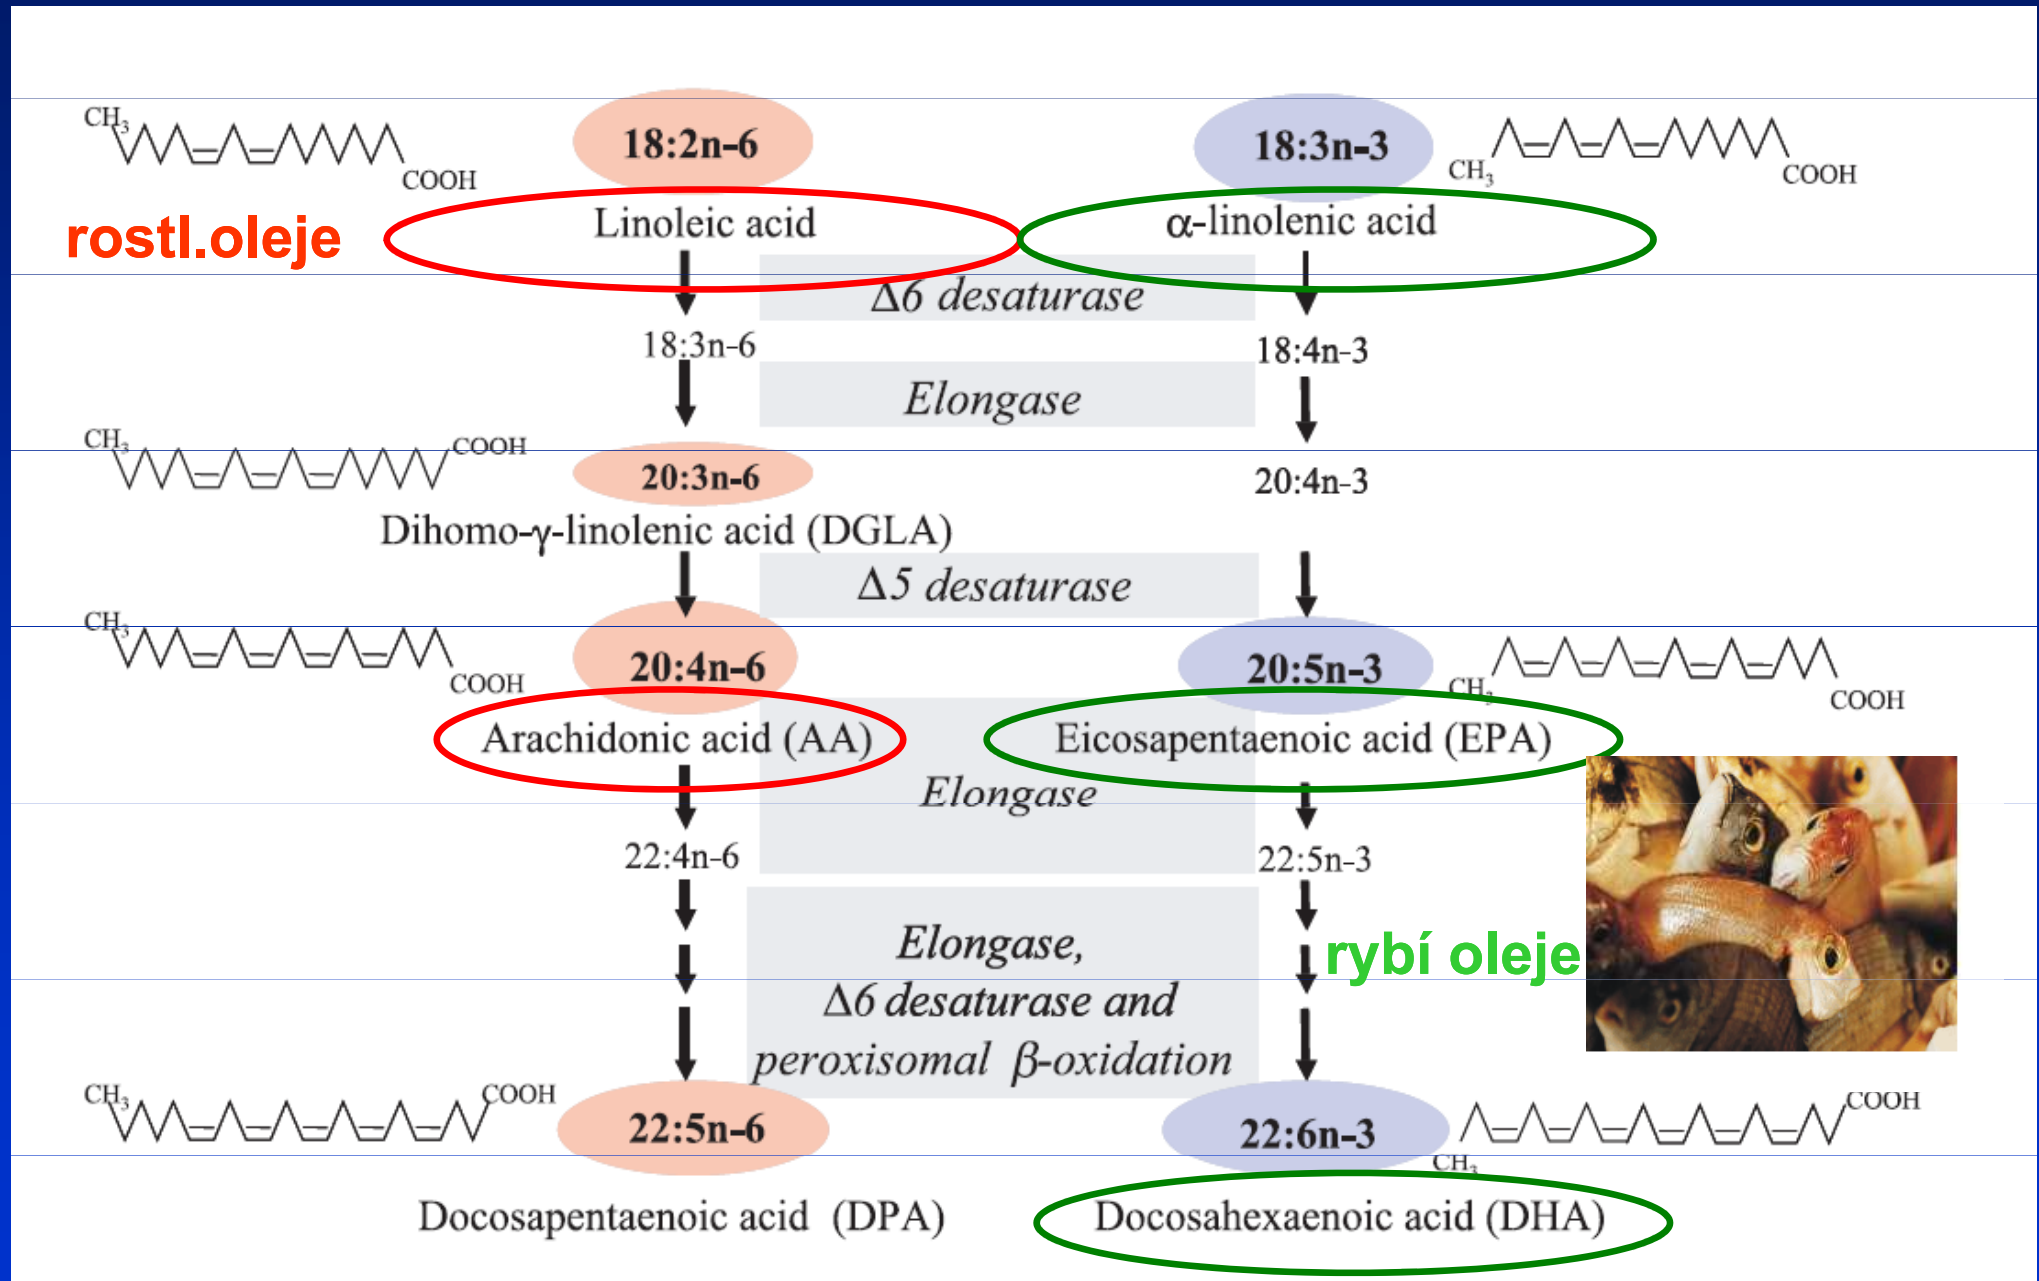 CH3
COOH
18:2n-6
18:3n-3
CH3
COOH
rostl.oleje
Linoleic acid
α-linolenic acid
Δ6 desaturase
18:3n-6
18:4n-3
Elongase
CH3
COOH
20:3n-6
20:4n-3
Dihomo-γ-linolenic acid (DGLA)
Δ5 desaturase
CH3
COOH
20:4n-6
20:5n-3
CH3
COOH
Arachidonic acid (AA)
Eicosapentaenoic acid (EPA)
Elongase
22:4n-6
22:5n-3
Elongase,
Δ6 desaturase and
peroxisomal β-oxidation
rybí oleje
CH3
COOH
22:5n-6
22:6n-3
CH3
COOH
Docosapentaenoic acid (DPA)
Docosahexaenoic acid (DHA)